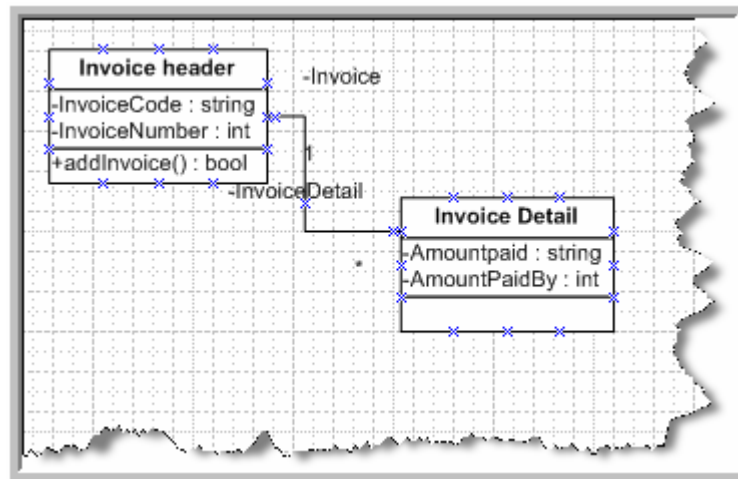 Invoice header
-Invoice
-InvoiceCode : string
-InvoiceNumber : int
1
+addInvoice() : bool
-InvoiceDetail
Invoice Detail
-Amountpaid : string
*
-AmountPaidBy : int